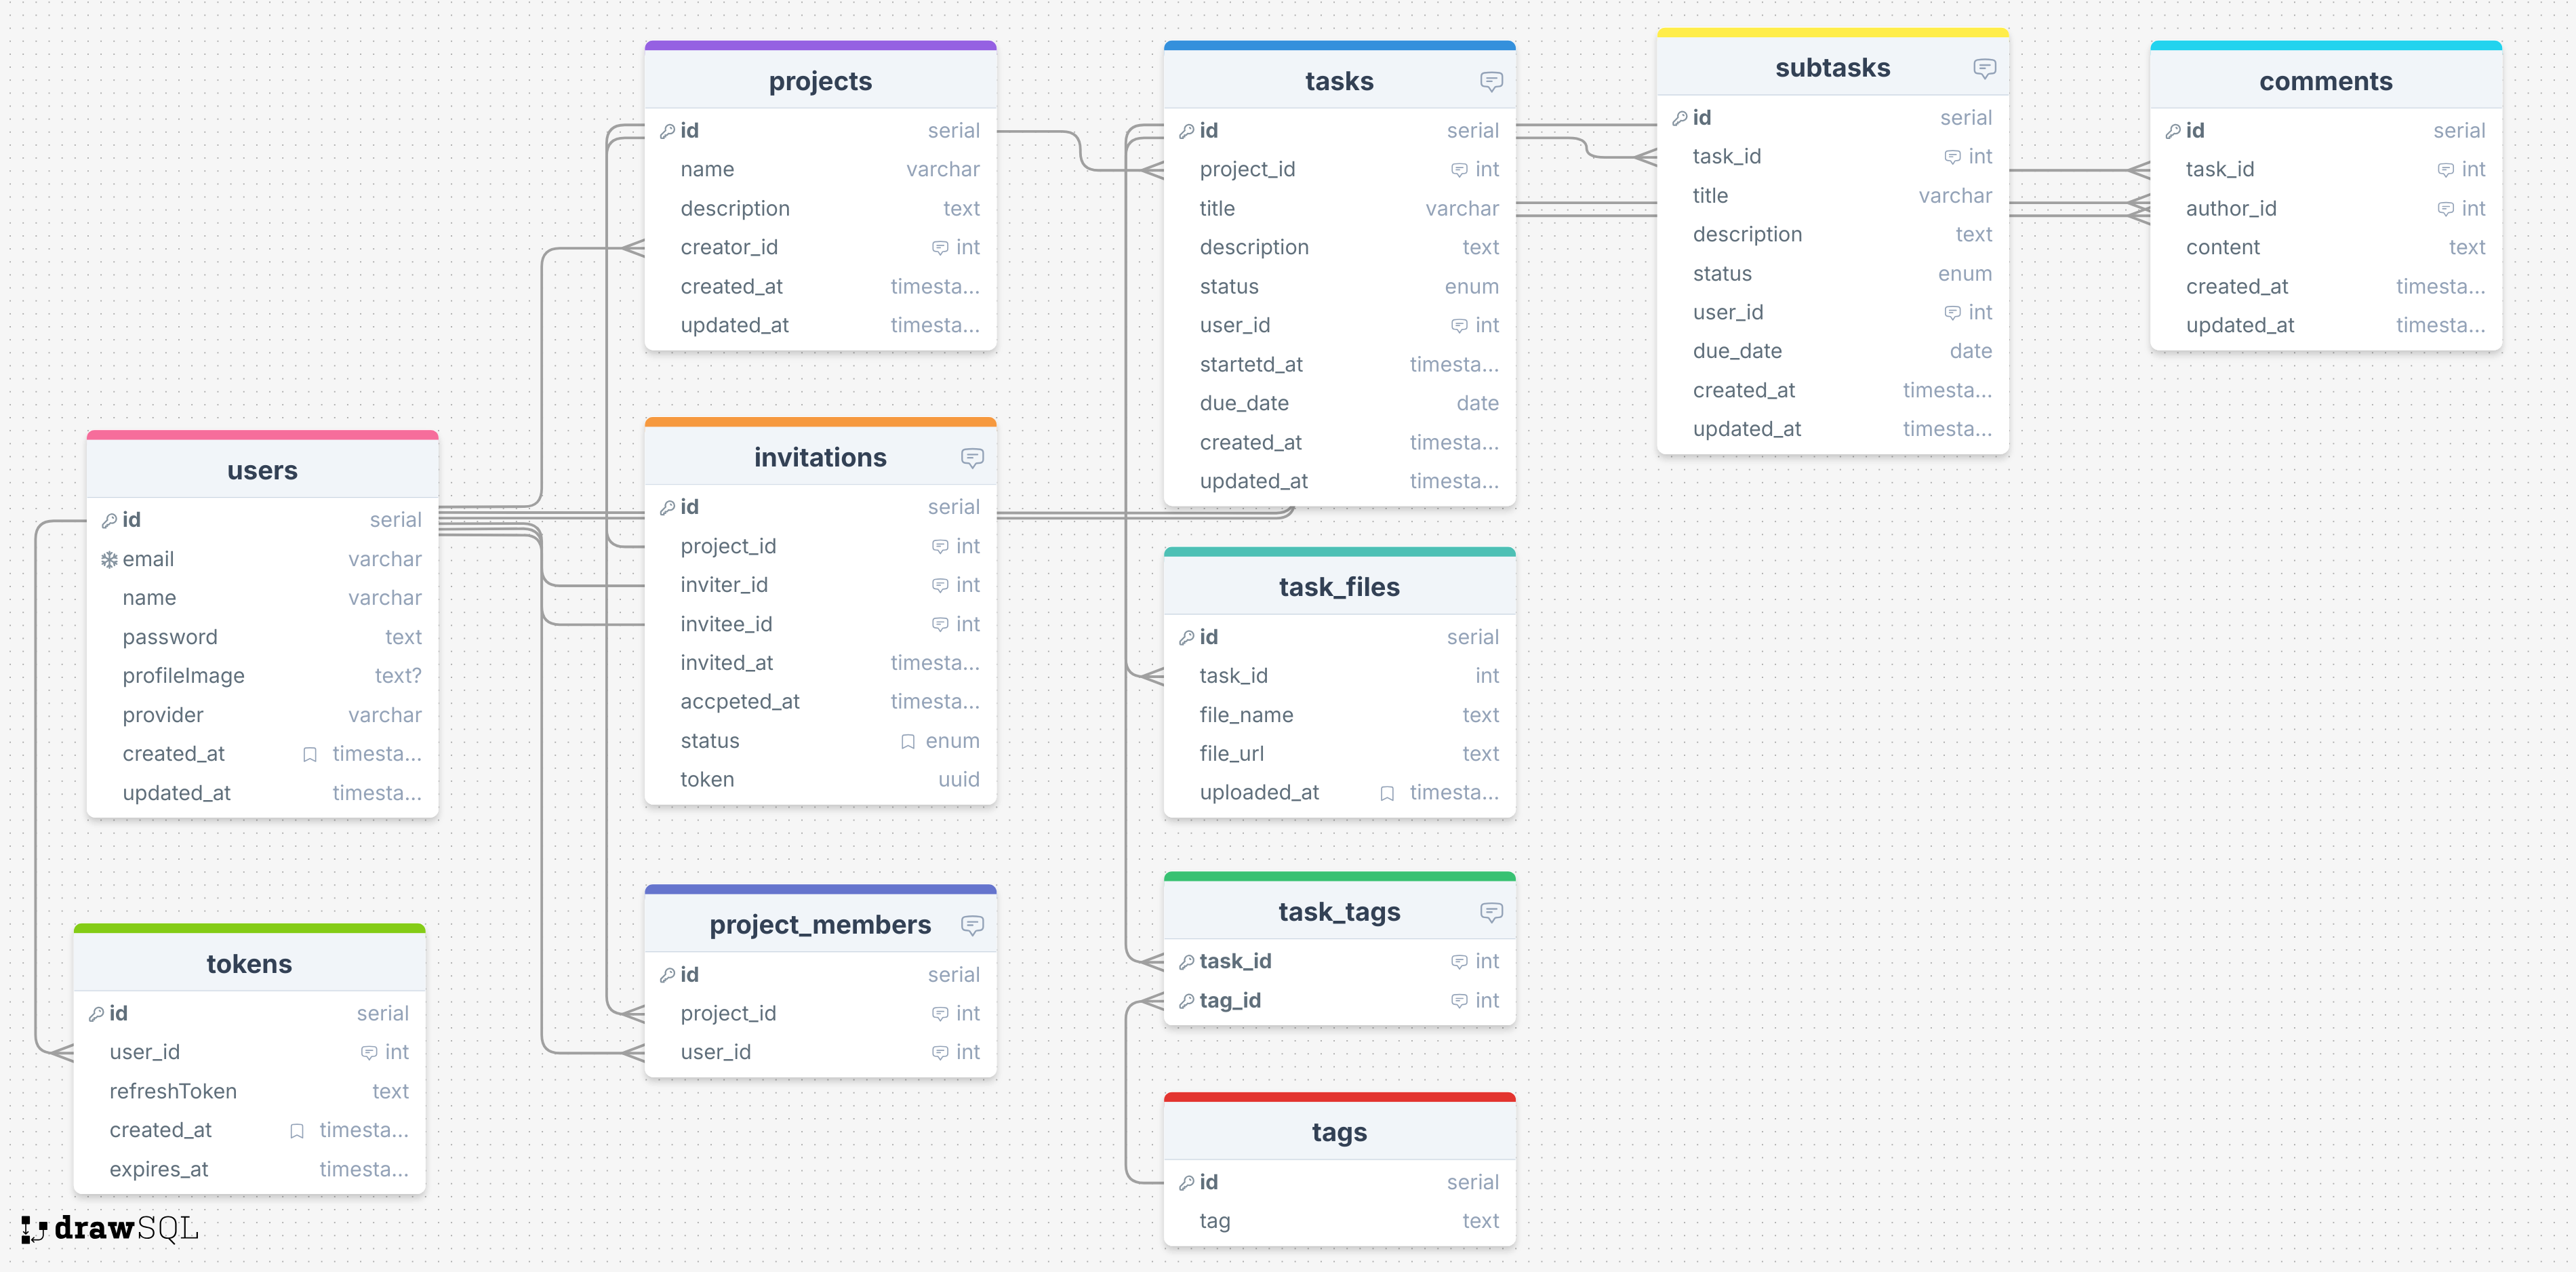 projects
id serial
name varchar
description text
creator_id int
created_at timesta...
updated_at timesta...
tasks
id serial
project_id int
title varchar
description text
status enum
user_id int
startetd_at timesta...
due_date date
created_at timesta...
updated_at timesta...
subtasks
id serial
task_id int
title varchar
description text
status enum
user_id int
due_date date
created_at timesta...
updated_at timesta...
comments
id serial
task_id int
author_id int
content text
created_at timesta...
updated_at timesta...
users
id serial
email varchar
name varchar
password text
profileImage text?
provider varchar
created_at timesta...
updated_at timesta...
invitations
id serial
project_id int
inviter_id int
invitee_id int
invited_at timesta...
accpeted_at timesta...
status enum
token uuid
task_files
id serial
task_id int
file_name text
file_url text
uploaded_at timesta...
tokens
id serial
user_id int
refreshToken text
created_at timesta...
expires_at timesta...
project_members
id serial
project_id int
user_id int
task_tags
task_id int
tag_id int
tags
id serial
tag text
drawSQL